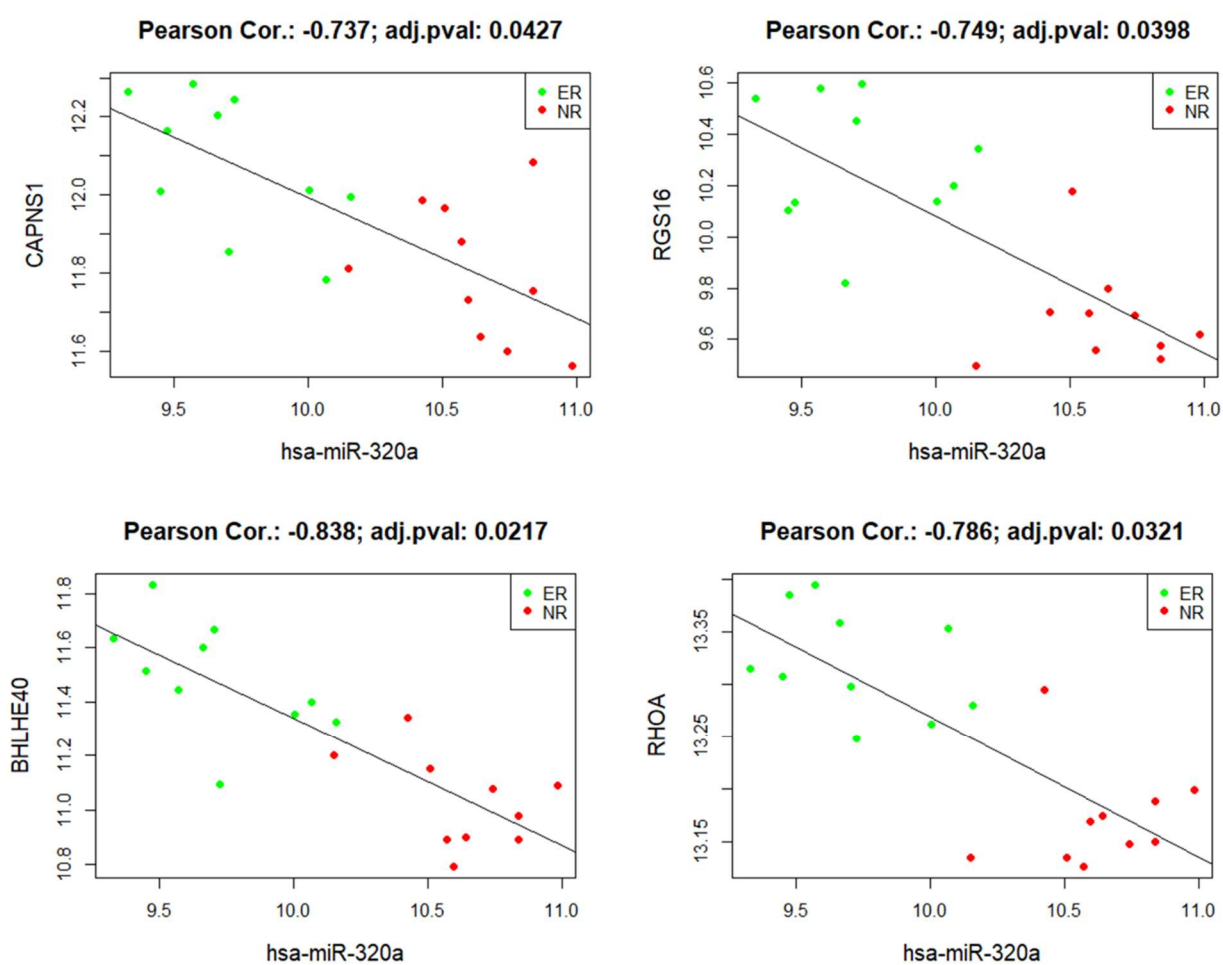 Pearson Cor.: -0.737; adj.pval: 0.0427
ER
NR
12.2
12.0
11.8
11.6
CAPNS1
9.5 10.0 10.5 11.0
hsa-miR-320a
Pearson Cor.: -0.749; adj.pval: 0.0398
ER
NR
10.6
10.4
10.2
10.0
9.8
9.6
RGS16
9.5 10.0 10.5 11.0
hsa-miR-320a
Pearson Cor.: -0.838; adj.pval: 0.0217
ER
NR
11.8
11.6
11.4
11.2
11.0
10.8
BHLHE40
9.5 10.0 10.5 11.0
hsa-miR-320a
Pearson Cor.: -0.786; adj.pval: 0.0321
ER
NR
13.35
13.25
13.15
RHOA
9.5 10.0 10.5 11.0
hsa-miR-320a